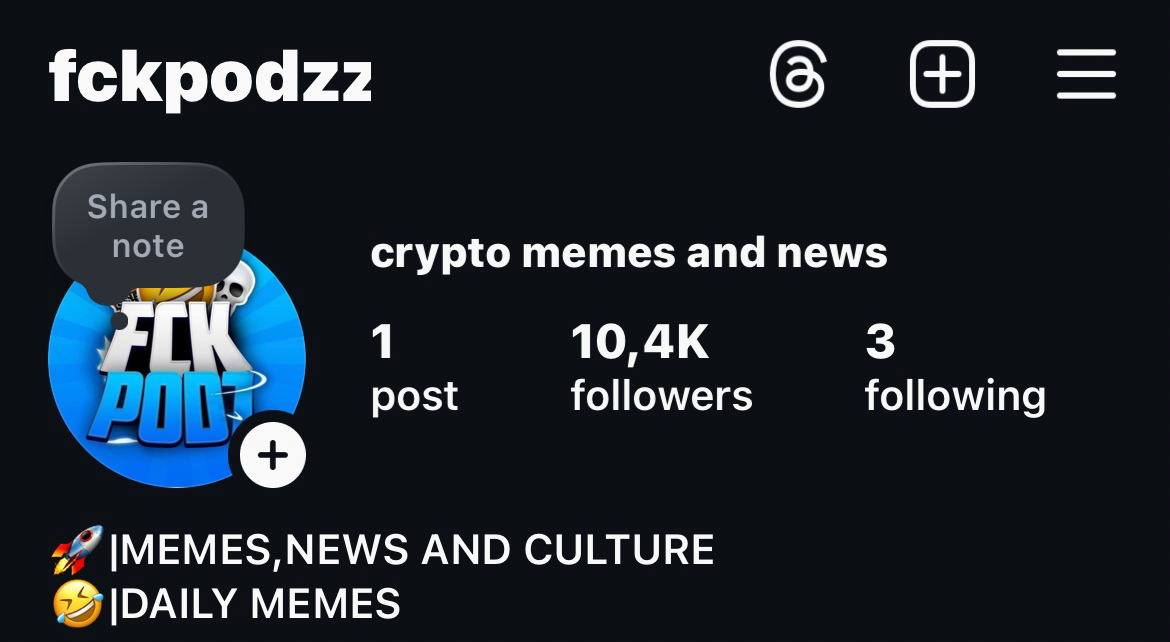 fckpodzz
Share a
note
crypto memes and news
1
10,4K
3
post
followers
following
FCK
PODZ
🚀|MEMES,NEWS AND CULTURE
🤣|DAILY MEMES